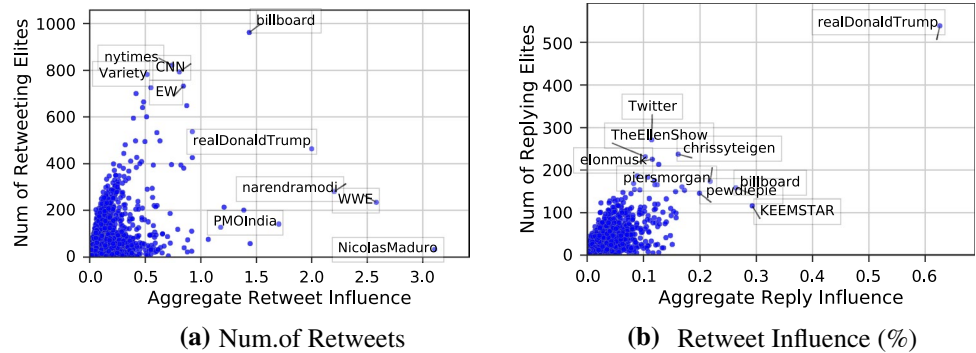 1000
800
600
400
200
0
Num of Retweeting Elites
billboard
nytimes
CNN
Variety
EW
realDonaldTrump
narendramodi
WWE
PMOIndia
NicolasMaduro
0.0 0.5 1.0 1.5 2.0 2.5 3.0
Aggregate Retweet Influence
(a) Num.of Retweets
500
400
300
200
100
0
Num of Replying Elites
realDonaldTrump
Twitter
TheEllenShow
chrissyteigen
elonmusk
piersmorgan
billboard
pewdiepie
KEEMSTAR
0.0 0.1 0.2 0.3 0.4 0.5 0.6
Aggregate Reply Influence
(b) Retweet Influence (%)